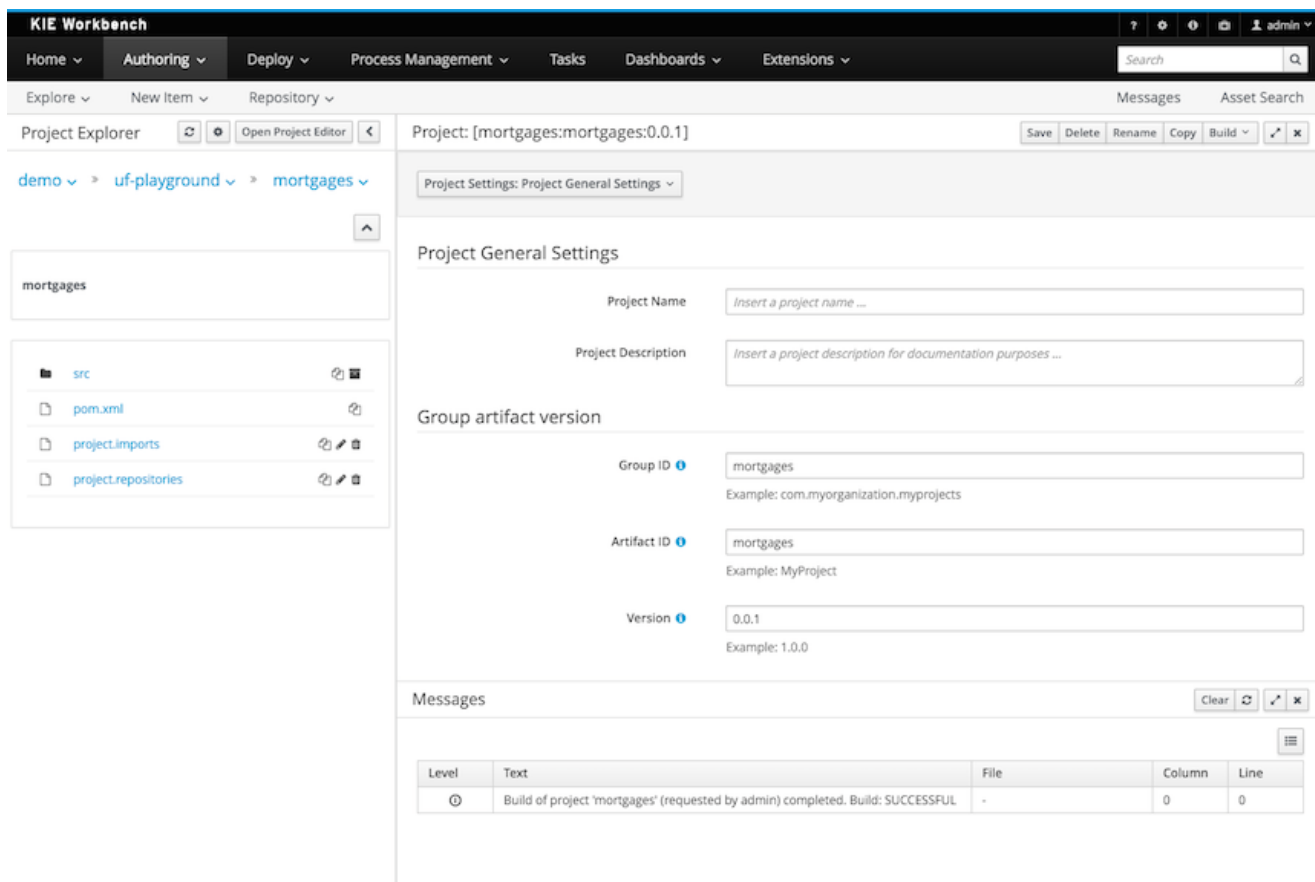 KIE Workbench
? admin
Home Authoring Deploy Process Management Tasks Dashboards Extensions Search
Explore New Item Repository Messages Asset Search
Project Explorer Open Project Editor
demo » uf-playground » mortgages
mortgages
src
pom.xml
project.imports
project.repositories
Project: [mortgages:mortgages:0.0.1] Save Delete Rename Copy Build
Project Settings: Project General Settings
Project General Settings
Project Name Insert a project name ...
Project Description Insert a project description for documentation purposes ...
Group artifact version
Group ID mortgages
Example: com.myorganization.myprojects
Artifact ID mortgages
Example: MyProject
Version 0.0.1
Example: 1.0.0
Messages Clear
Level Text File Column Line
Build of project 'mortgages' (requested by admin) completed. Build: SUCCESSFUL - 0 0